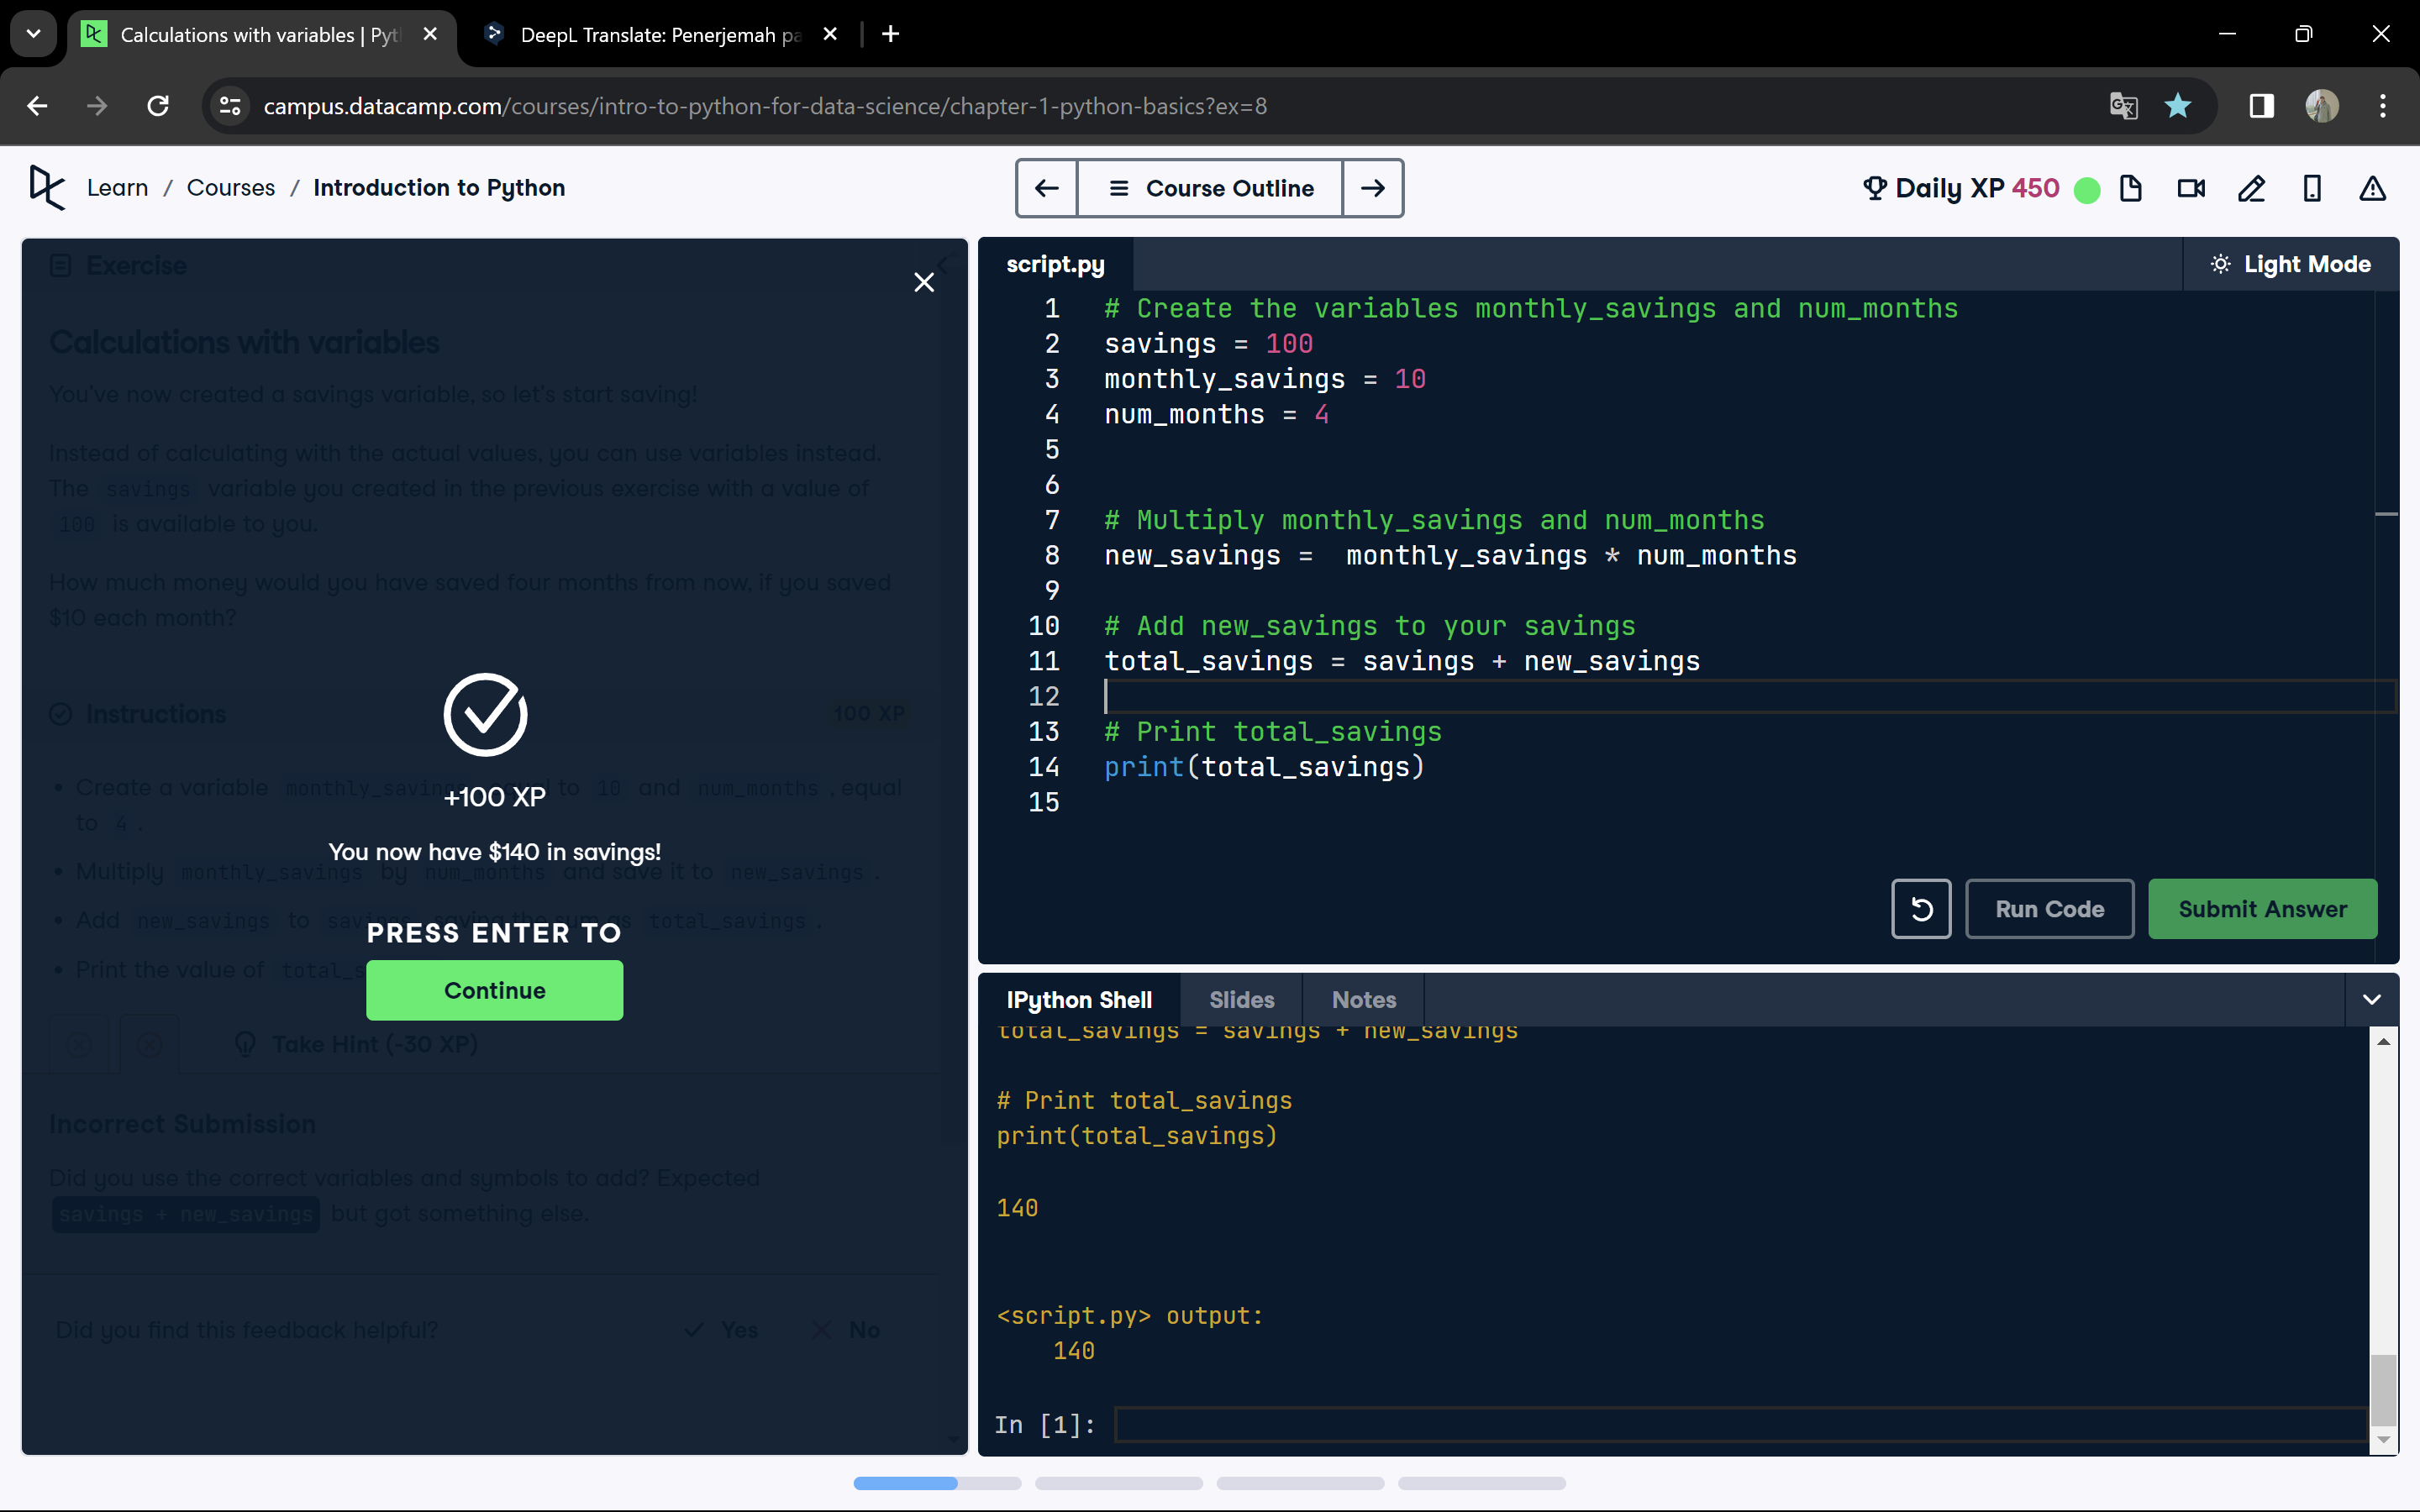 Calculations with variables | Pyt
DeepL Translate: Penerjemah pa
campus.datacamp.com/courses/intro-to-python-for-data-science/chapter-1-python-basics?ex=8
Learn / Courses / Introduction to Python
Course Outline
Daily XP 450
Exercise
Calculations with variables
You've now created a savings variable, so let's start saving!
Instead of calculating with the actual values, you can use variables instead.
The savings variable you created in the previous exercise with a value of
100 is available to you.
How much money would you have saved four months from now, if you saved
$10 each month?
Instructions
100 XP
Create a variable monthly_savings equal to 10 and num_months , equal
to 4 .
+100 XP
You now have $140 in savings!
Multiply monthly_savings by num_months and save it to new_savings .
Add new_savings to savings, saving the sum as total_savings .
PRESS ENTER TO
Print the value of total_s
Continue
Take Hint (-30 XP)
Incorrect Submission
Did you use the correct variables and symbols to add? Expected
savings + new_savings but got something else.
Did you find this feedback helpful?
Yes
No
script.py
Light Mode
1 # Create the variables monthly_savings and num_months
2 savings = 100
3 monthly_savings = 10
4 num_months = 4
5
6
7 # Multiply monthly_savings and num_months
8 new_savings =  monthly_savings * num_months
9
10 # Add new_savings to your savings
11 total_savings = savings + new_savings
12
13 # Print total_savings
14 print(total_savings)
15
Run Code
Submit Answer
IPython Shell
Slides
Notes
total_savings = savings + new_savings
# Print total_savings
print(total_savings)
140
<script.py> output:
140
In [1]: